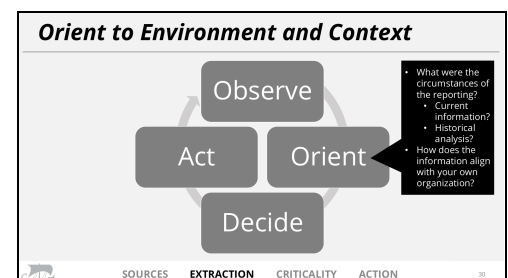 Orient to Environment and Context
Observe
Act
Orient
Decide
• What were the
circumstances of
the reporting?
• Current
information?
• Historical
analysis?
• How does the
information align
with your own
organization?
SOURCES EXTRACTION CRITICALITY ACTION
30